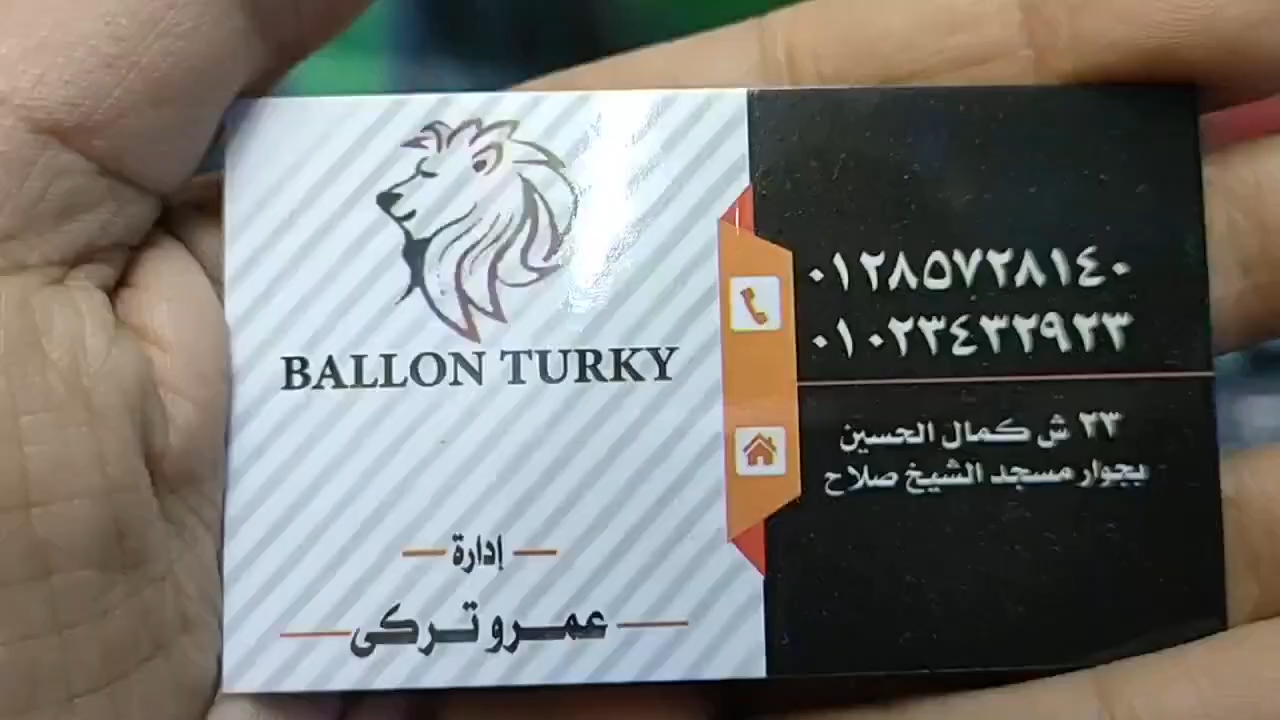 BALLON TURKY
إدارة
عمرو تركى
٠١٢٨٥٧٢٨١٤٠
٠١٠٢٣٤٣٢٩٢٣
٢٣ ش كمال الحسين
بجوار مسجد الشيخ صلاح